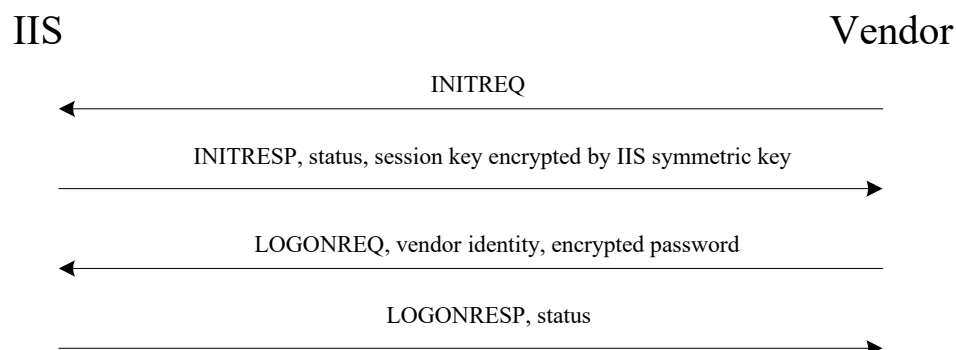 IIS Vendor
INITREQ
INITRESP, status, session key encrypted by IIS symmetric key
LOGONREQ, vendor identity, encrypted password
LOGONRESP, status